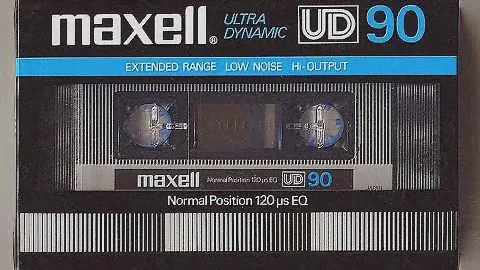 maxell® ULTRA DYNAMIC UD 90
EXTENDED RANGE LOW NOISE Hi-OUTPUT
maxell Normal Position 120 µs EQ UD 90
JAPAN
Normal Position 120 µs EQ